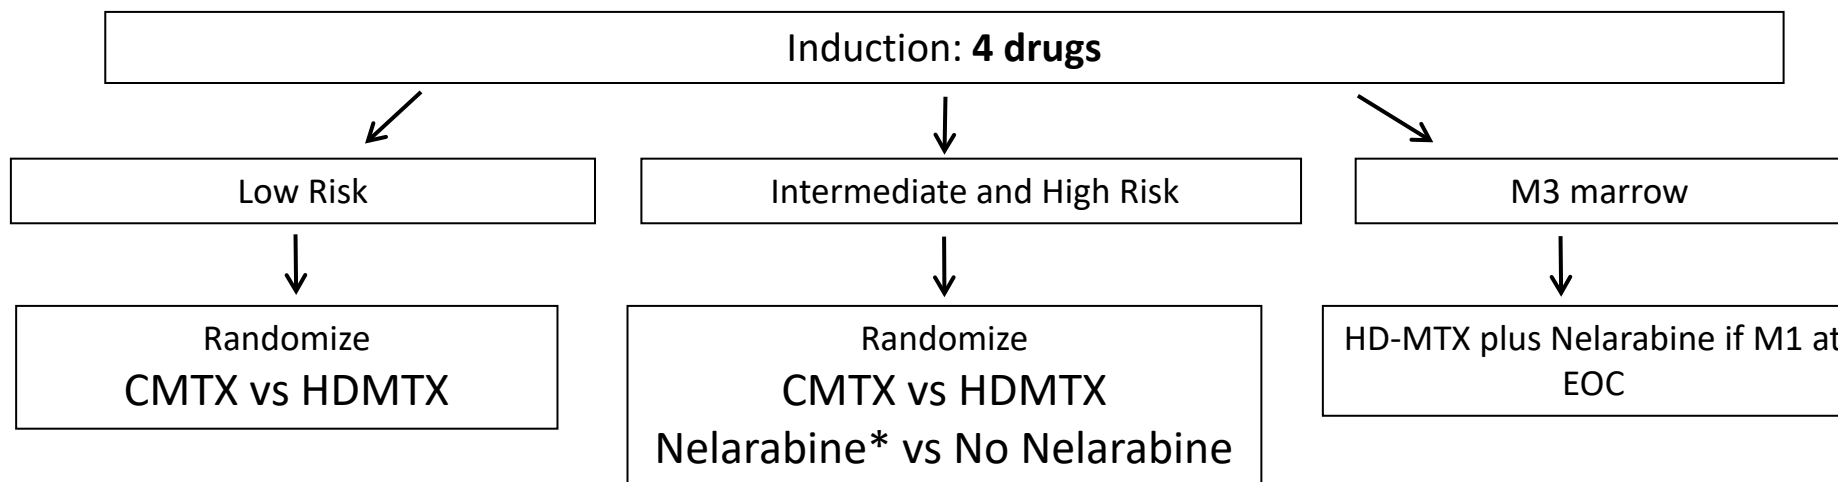 Induction: 4 drugs
Low Risk
Intermediate and High Risk
M3 marrow
Randomize
CMTX vs HDMTX
Randomize
CMTX vs HDMTX
Nelarabine* vs No Nelarabine
HD-MTX plus Nelarabine if M1 at
EOC